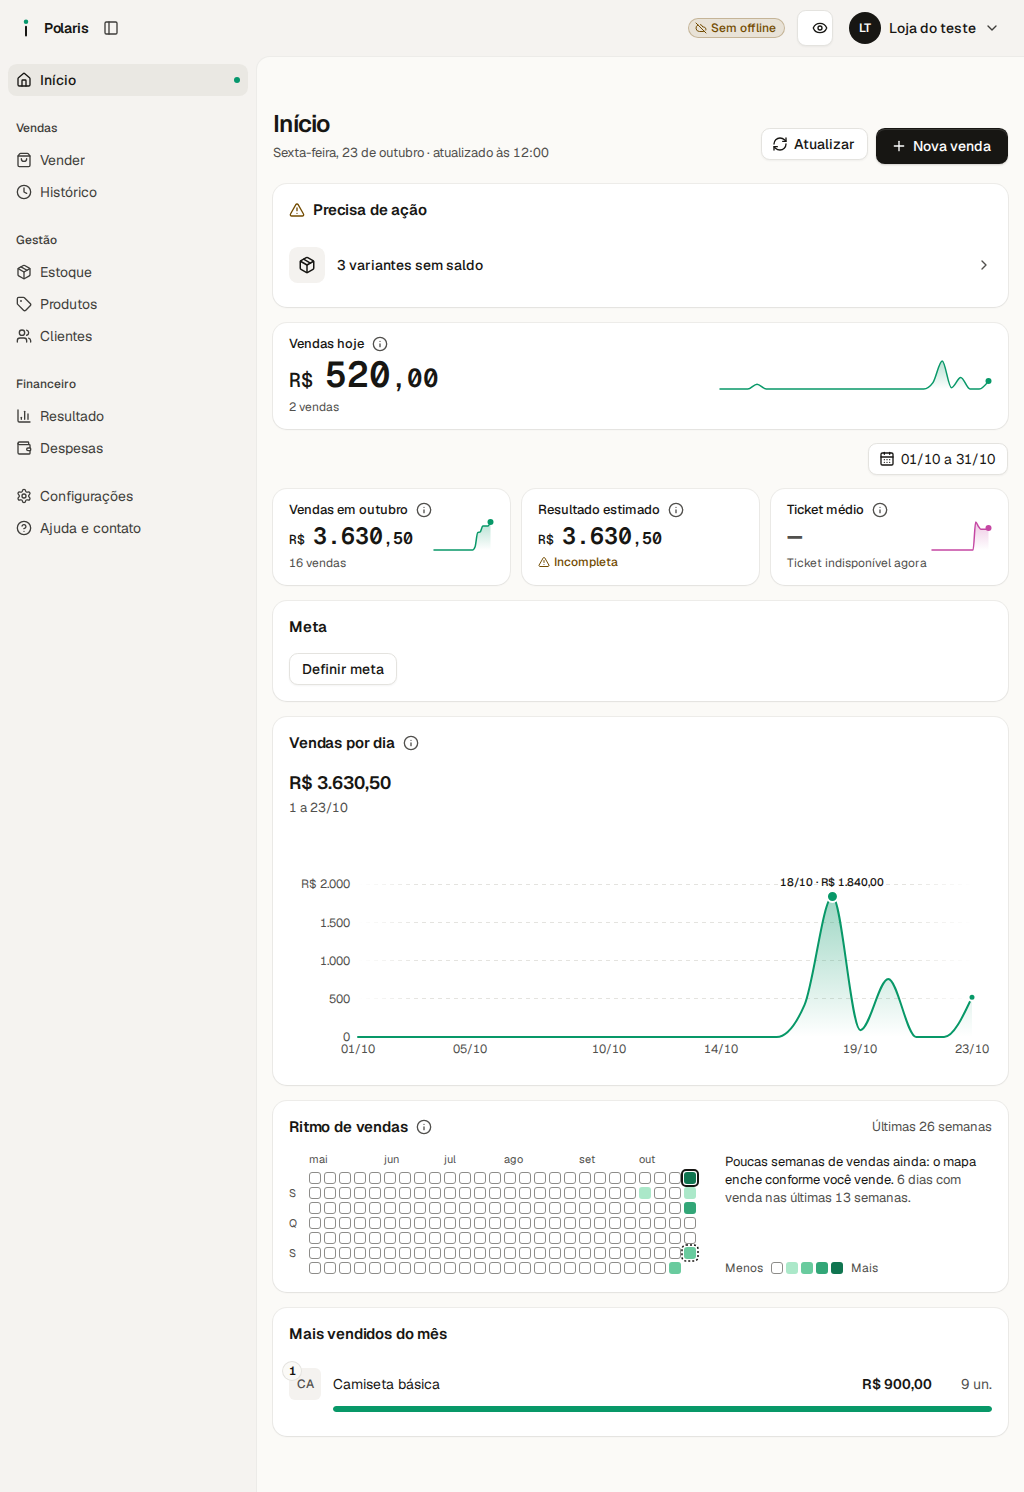 Polaris
Sem offline
LT
Loja do teste
Início
Vendas
Vender
Histórico
Gestão
Estoque
Produtos
Clientes
Financeiro
Resultado
Despesas
Configurações
Ajuda e contato
Início
Sexta-feira, 23 de outubro · atualizado às 12:00
Atualizar
Nova venda
Precisa de ação
3 variantes sem saldo
Vendas hoje
R$ 520,00
2 vendas
01/10 a 31/10
Vendas em outubro
R$ 3.630,50
16 vendas
Resultado estimado
R$ 3.630,50
Incompleta
Ticket médio
—
Ticket indisponível agora
Meta
Definir meta
Vendas por dia
R$ 3.630,50
1 a 23/10
18/10 · R$ 1.840,00
R$ 2.000
1.500
1.000
500
0
01/10 05/10 10/10 14/10 19/10 23/10
Ritmo de vendas
Últimas 26 semanas
mai jun jul ago set out
S
Q
S
Poucas semanas de vendas ainda: o mapa
enche conforme você vende. 6 dias com
venda nas últimas 13 semanas.
Menos Mais
Mais vendidos do mês
1
CA
Camiseta básica
R$ 900,00
9 un.